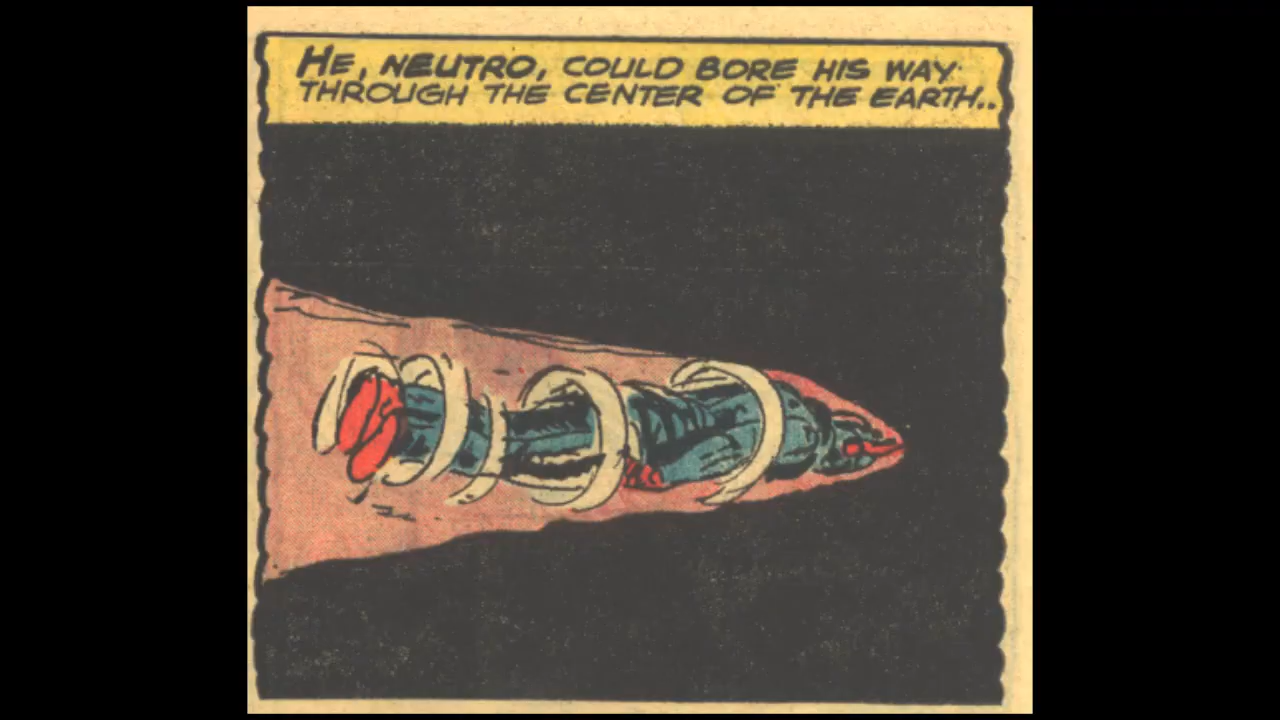 HE, NEUTRO, COULD BORE HIS WAY
THROUGH THE CENTER OF THE EARTH..